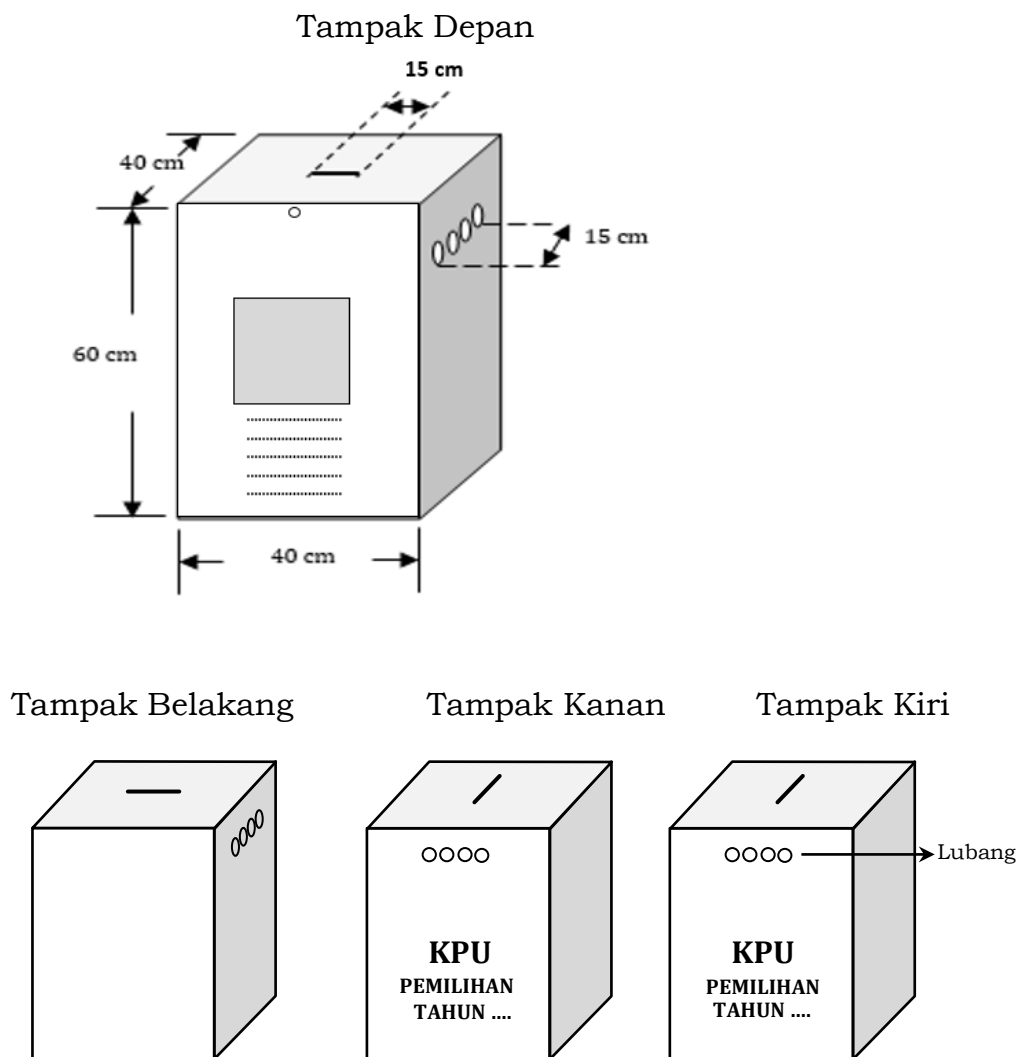 Tampak Depan
15 cm
40 cm
15 cm
60 cm
40 cm
Tampak Belakang
Tampak Kanan
Tampak Kiri
Lubang
KPU
PEMILIHAN
TAHUN ....
KPU
PEMILIHAN
TAHUN ....